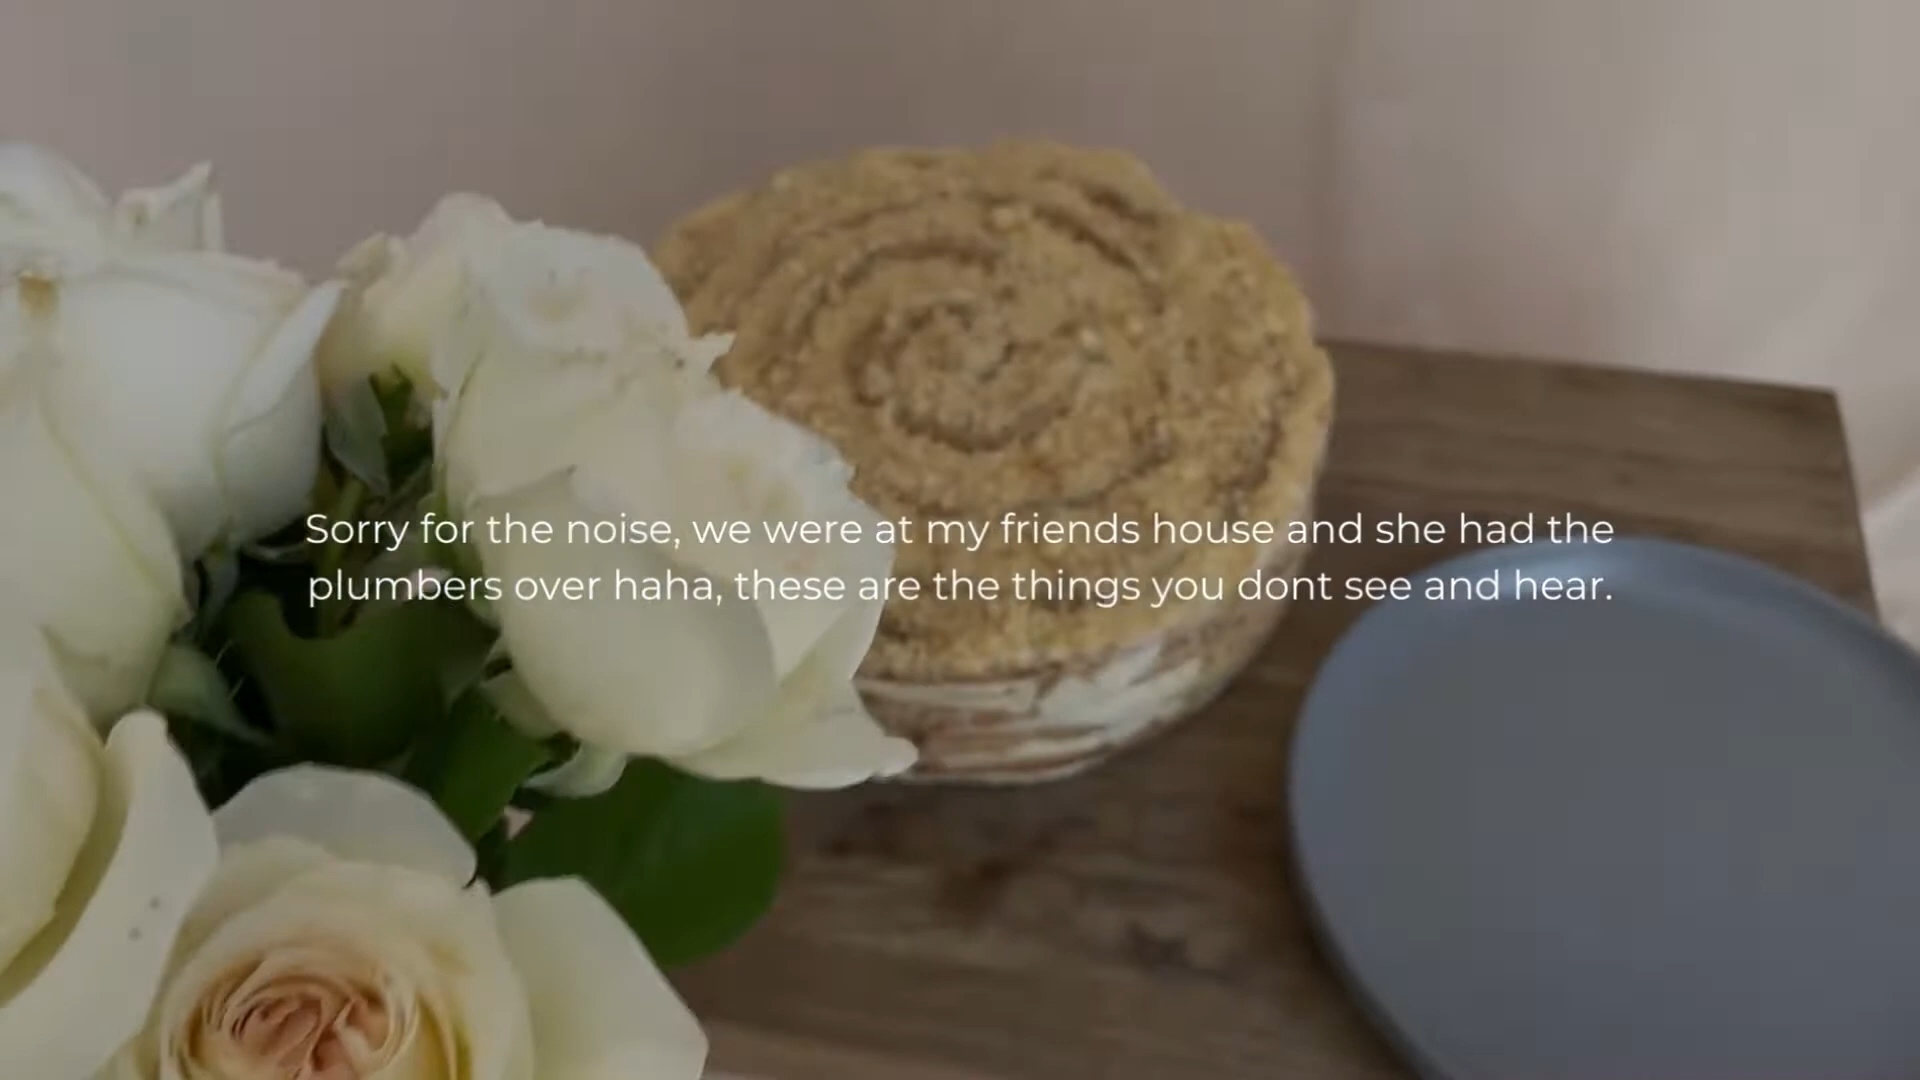 Sorry for the noise, we were at my friends house and she had the
plumbers over haha, these are the things you dont see and hear.